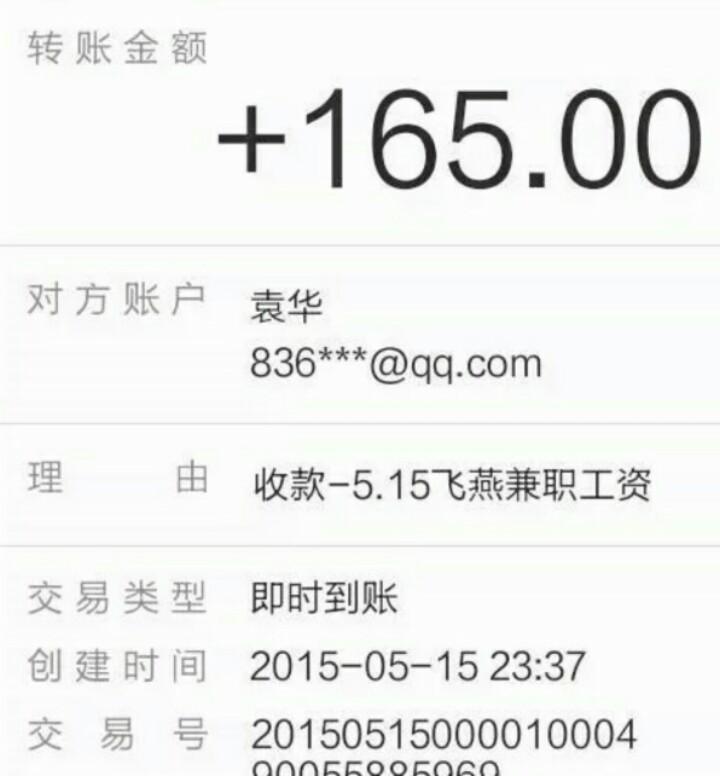 转账金额
+165.00
对方账户 袁华
836***@qq.com
理由 收款-5.15飞燕兼职工资
交易类型 即时到账
创建时间 2015-05-15 23:37
交易号 20150515000010004
90055885969